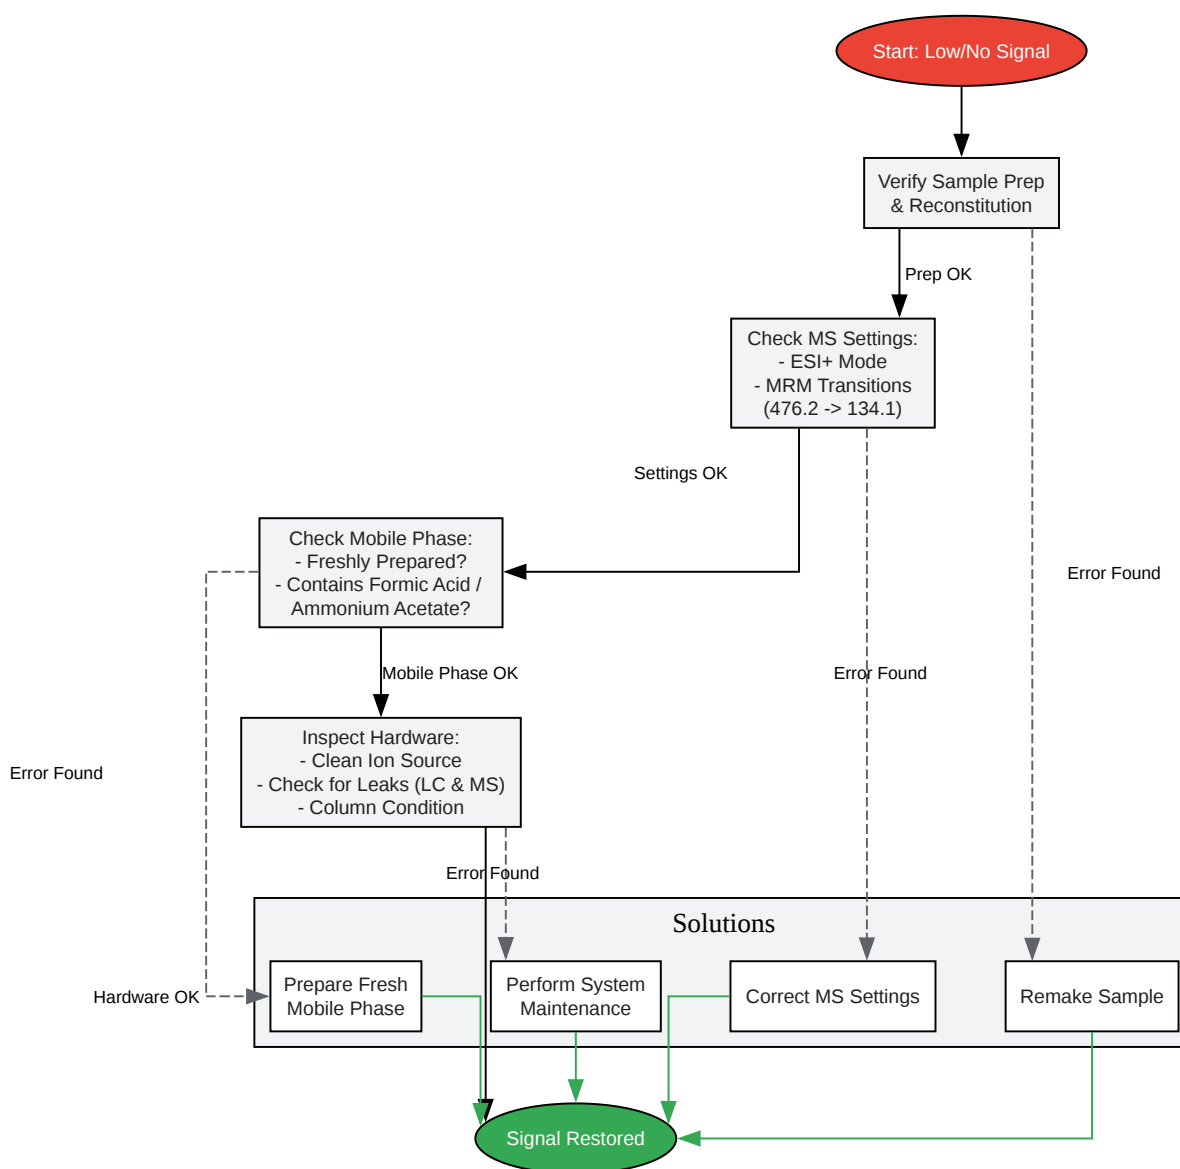 Start: Low/No Signal
Verify Sample Prep
& Reconstitution
Prep OK
Check MS Settings:
- ESI+ Mode
- MRM Transitions
(476.2 -> 134.1)
Settings OK
Check Mobile Phase:
- Freshly Prepared?
- Contains Formic Acid /
Ammonium Acetate?
Error Found
Mobile Phase OK
Error Found
Inspect Hardware:
- Clean Ion Source
- Check for Leaks (LC & MS)
- Column Condition
Error Found
Error Found
Solutions
Hardware OK
Prepare Fresh
Mobile Phase
Perform System
Maintenance
Correct MS Settings
Remake Sample
Signal Restored